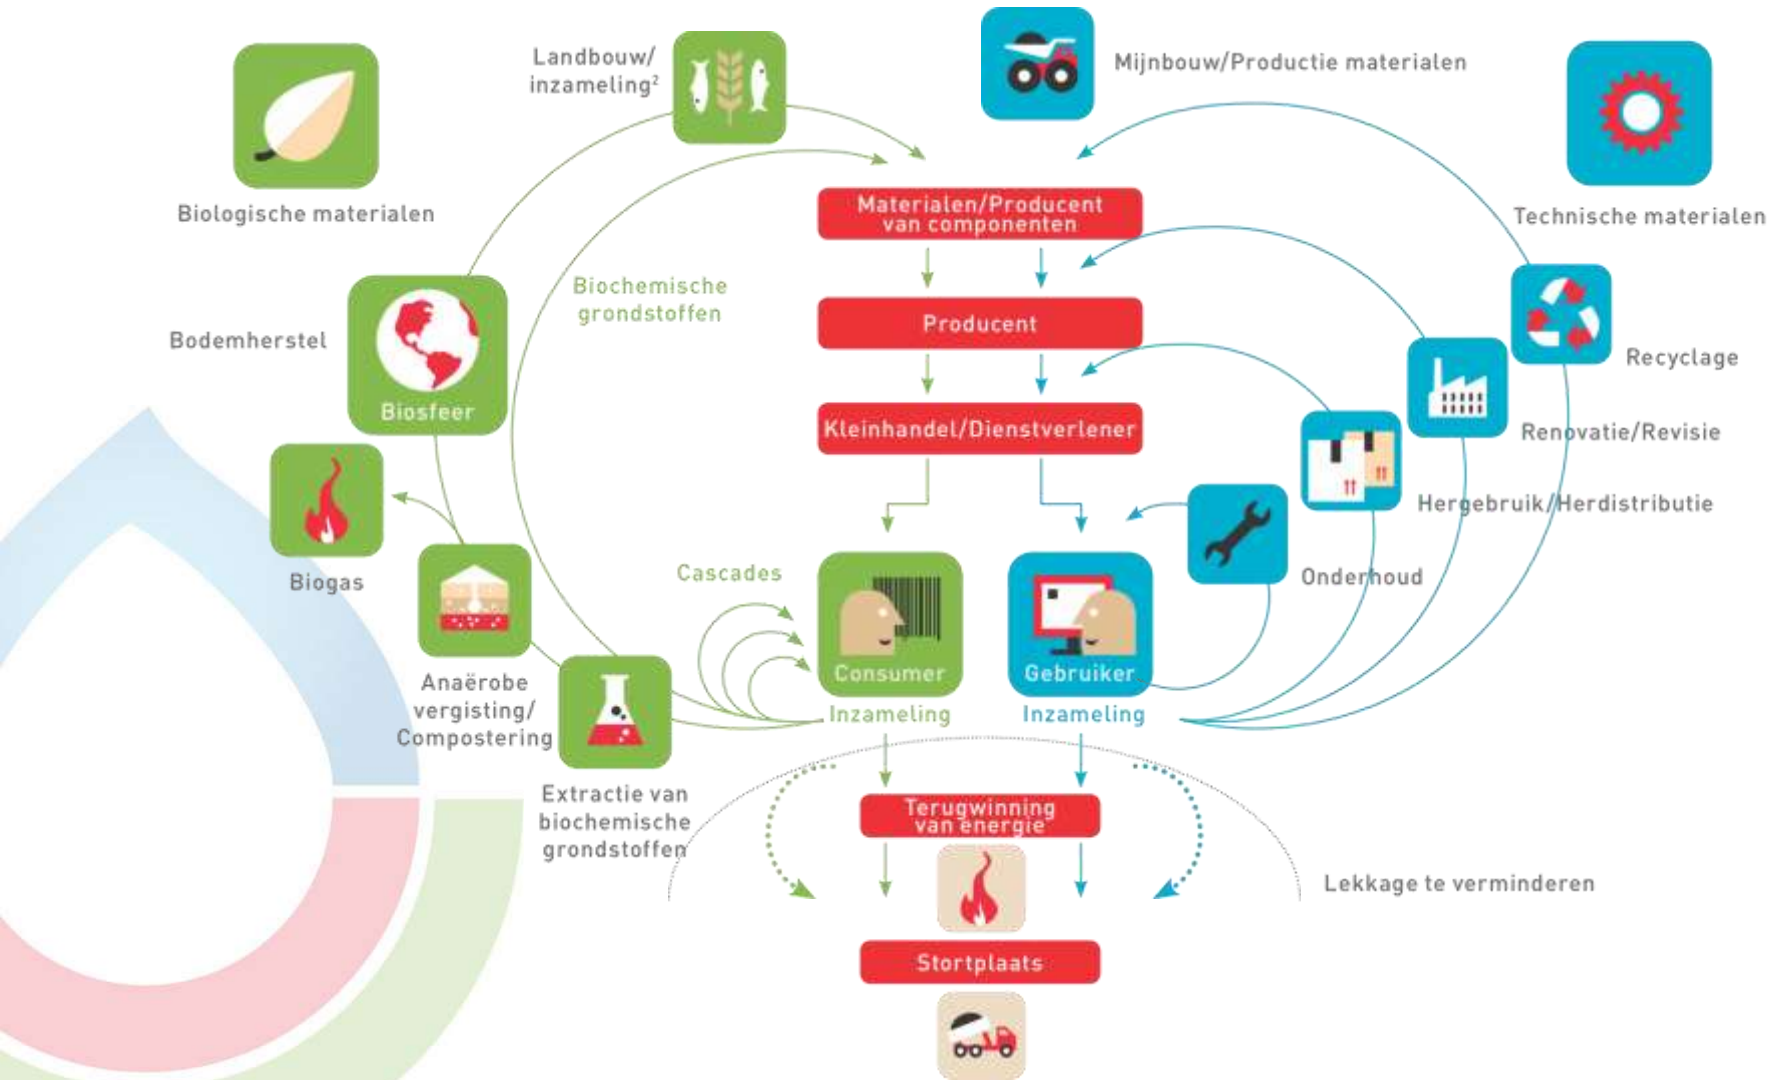 Landbouw/
inzameling²
Mijnbouw/Productie materialen
Biologische materialen
Technische materialen
Materialen/Producent
van componenten
Biochemische
grondstoffen
Producent
Bodemherstel
Biosfeer
Recyclage
Kleinhandel/Dienstverlener
Renovatie/Revisie
Hergebruik/Herdistributie
Biogas
Cascades
Onderhoud
Consumer
Gebruiker
Anaërobe
vergisting/
Compostering
Inzameling
Inzameling
Extractie van
biochemische
grondstoffen
Terugwinning
van energie
Lekkage te verminderen
Stortplaats